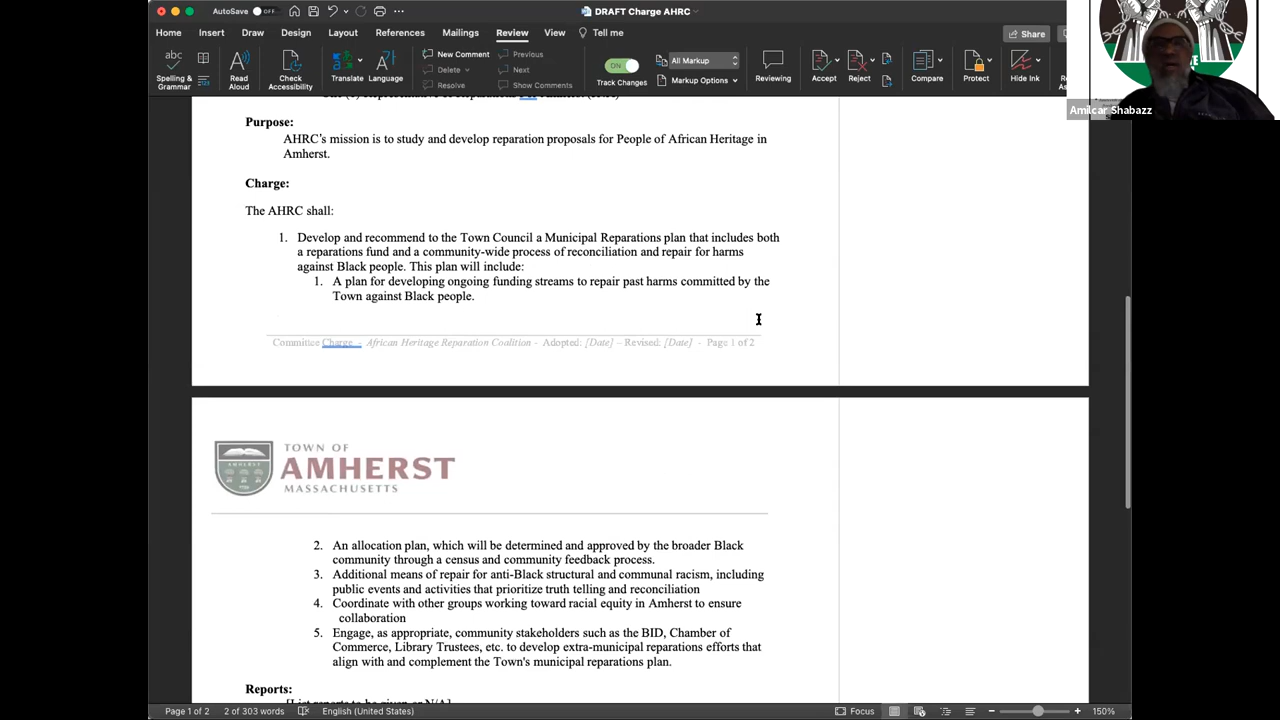 AutoSave OFF DRAFT Charge AHRC
Home Insert Draw Design Layout References Mailings Review View Tell me Share
Spelling & Grammar
Read Aloud
Check Accessibility
Translate
Language
New Comment
Delete
Resolve
Previous
Next
Show Comments
ON
Track Changes
All Markup
Markup Options
Reviewing
Accept
Reject
Compare
Protect
Hide Ink
Amilcar Shabazz
Purpose:
AHRC's mission is to study and develop reparation proposals for People of African Heritage in
Amherst.
Charge:
The AHRC shall:
1. Develop and recommend to the Town Council a Municipal Reparations plan that includes both
a reparations fund and a community-wide process of reconciliation and repair for harms
against Black people. This plan will include:
1. A plan for developing ongoing funding streams to repair past harms committed by the
Town against Black people.
Committee Charge - African Heritage Reparation Coalition - Adopted: [Date] – Revised: [Date] - Page 1 of 2
TOWN OF
AMHERST
MASSACHUSETTS
2. An allocation plan, which will be determined and approved by the broader Black
community through a census and community feedback process.
3. Additional means of repair for anti-Black structural and communal racism, including
public events and activities that prioritize truth telling and reconciliation
4. Coordinate with other groups working toward racial equity in Amherst to ensure
collaboration
5. Engage, as appropriate, community stakeholders such as the BID, Chamber of
Commerce, Library Trustees, etc. to develop extra-municipal reparations efforts that
align with and complement the Town's municipal reparations plan.
Reports:
[List reports to be given or N/A]
Page 1 of 2 2 of 303 words English (United States) Focus 150%